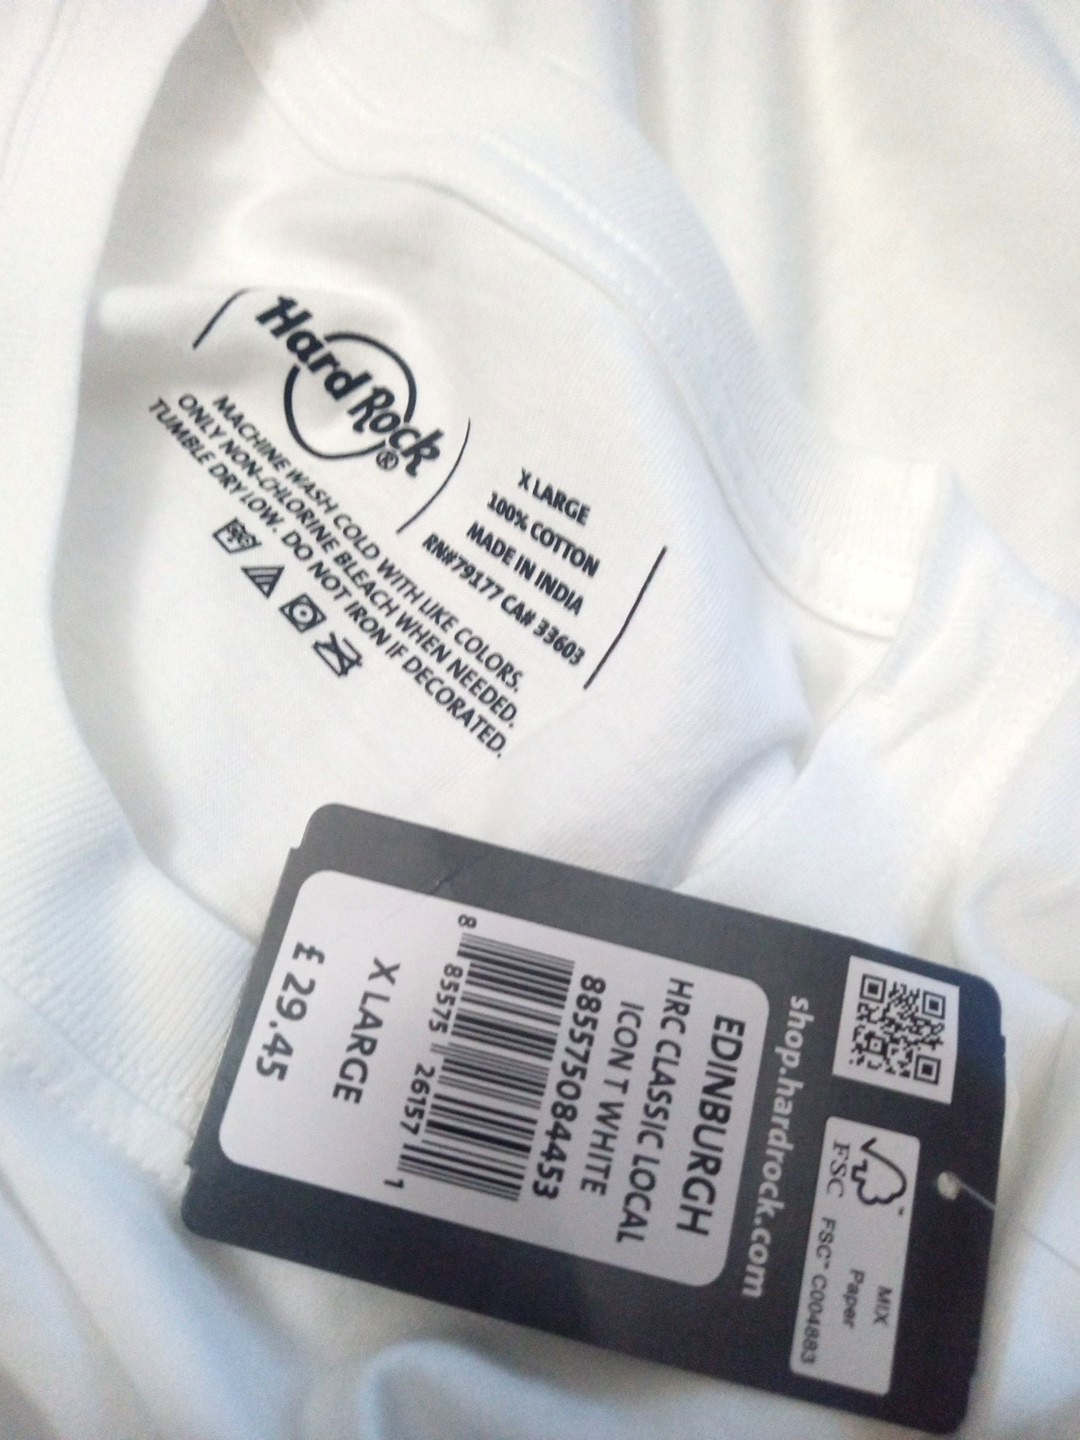 Hard Rock®
MACHINE WASH COLD WITH LIKE COLORS.
ONLY NON-CHLORINE BLEACH WHEN NEEDED.
TUMBLE DRY LOW. DO NOT IRON IF DECORATED.
X LARGE
100% COTTON
MADE IN INDIA
RN#79177 CA# 33603
shop.hardrock.com
EDINBURGH
HRC CLASSIC LOCAL
ICON T WHITE
885575084453
8 85575 26157 1
X LARGE
£ 29.45
FSC™
MIX
Paper
FSC™ C004883